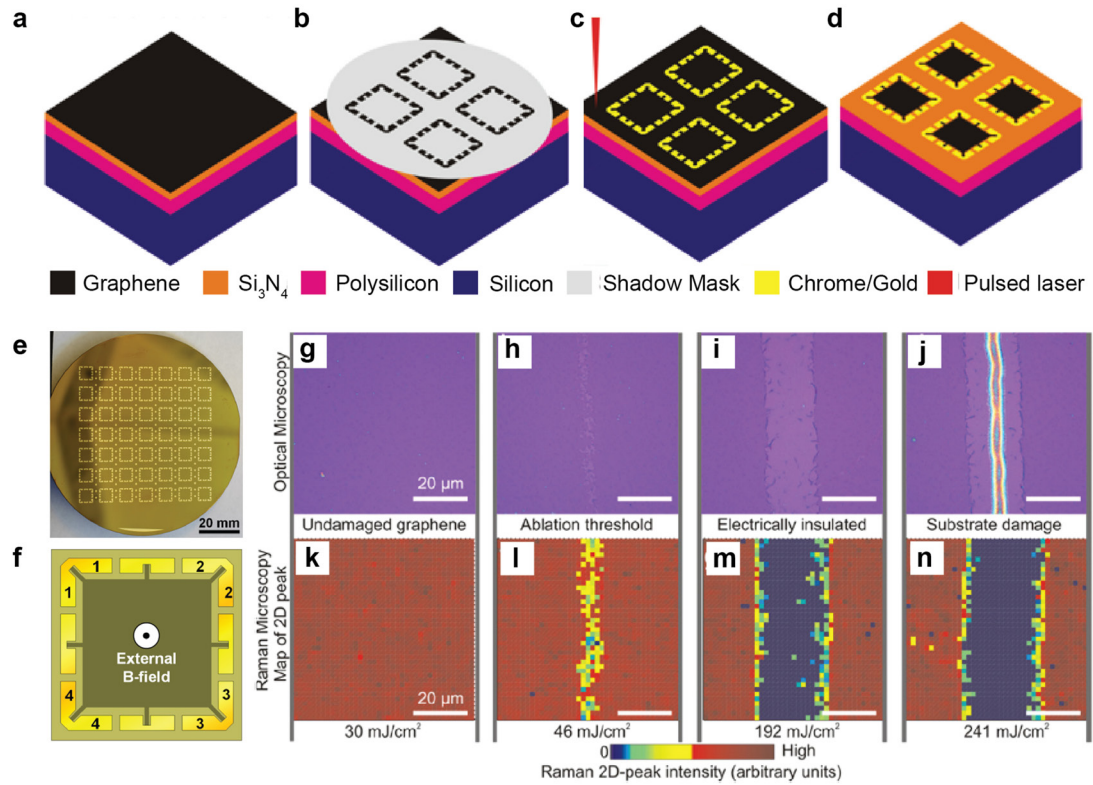 a
b
c
d
Graphene
Si₃N₄
Polysilicon
Silicon
Shadow Mask
Chrome/Gold
Pulsed laser
e
20 mm
f
1
2
1
2
External
B-field
4
3
4
3
Optical Microscopy
g
h
i
j
20 µm
Undamaged graphene
Ablation threshold
Electrically insulated
Substrate damage
Raman Microscopy
Map of 2D peak
k
l
m
n
20 µm
30 mJ/cm²
46 mJ/cm²
192 mJ/cm²
241 mJ/cm²
0
High
Raman 2D-peak intensity (arbitrary units)